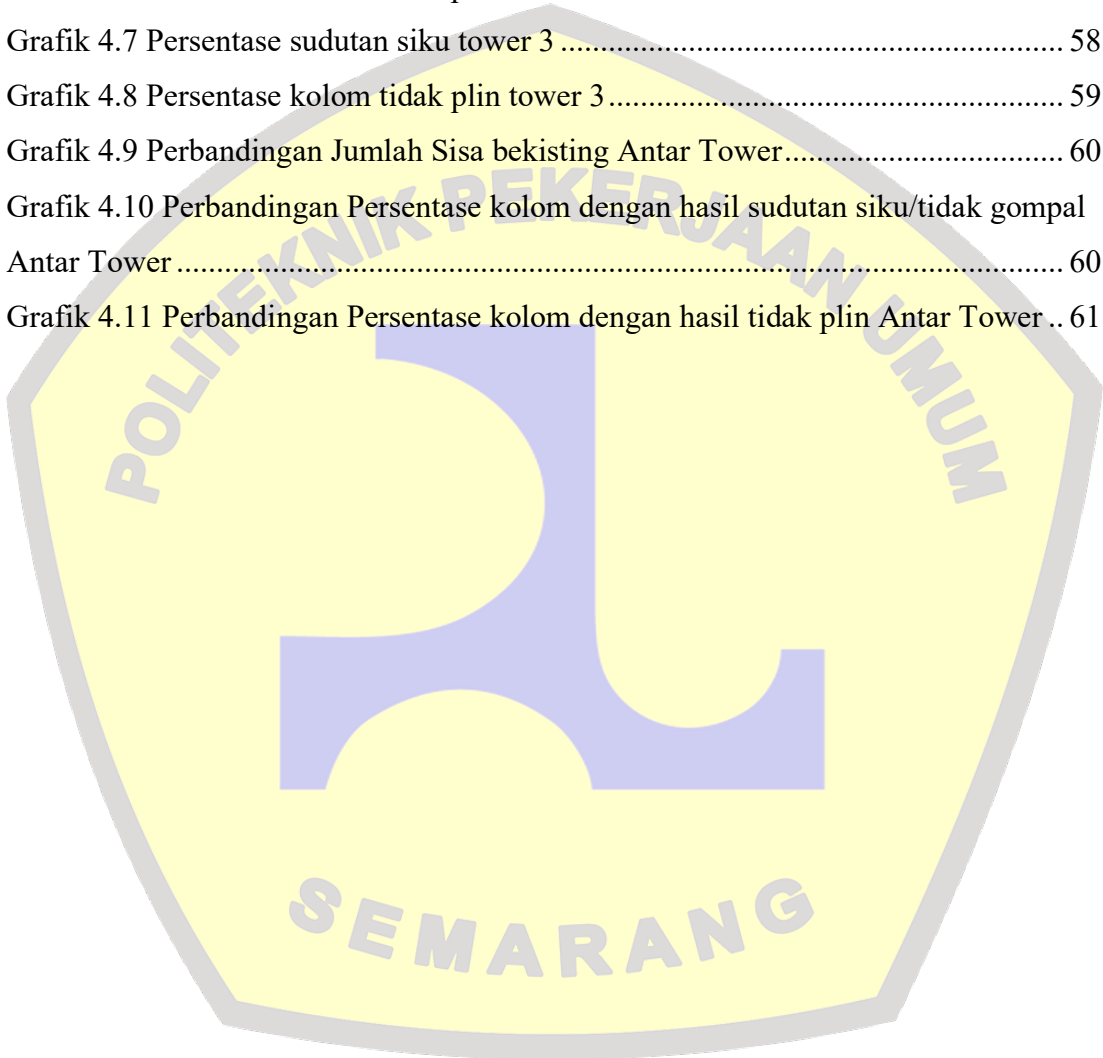 Grafik 4.7 Persentase sudutan siku tower 3 ................................................................ 58
Grafik 4.8 Persentase kolom tidak plin tower 3 .......................................................... 59
Grafik 4.9 Perbandingan Jumlah Sisa bekisting Antar Tower ................................... 60
Grafik 4.10 Perbandingan Persentase kolom dengan hasil sudutan siku/tidak gompal
Antar Tower ................................................................................................................. 60
Grafik 4.11 Perbandingan Persentase kolom dengan hasil tidak plin Antar Tower .. 61
POLITEKNIK PEKERJAAN UMUM
SEMARANG